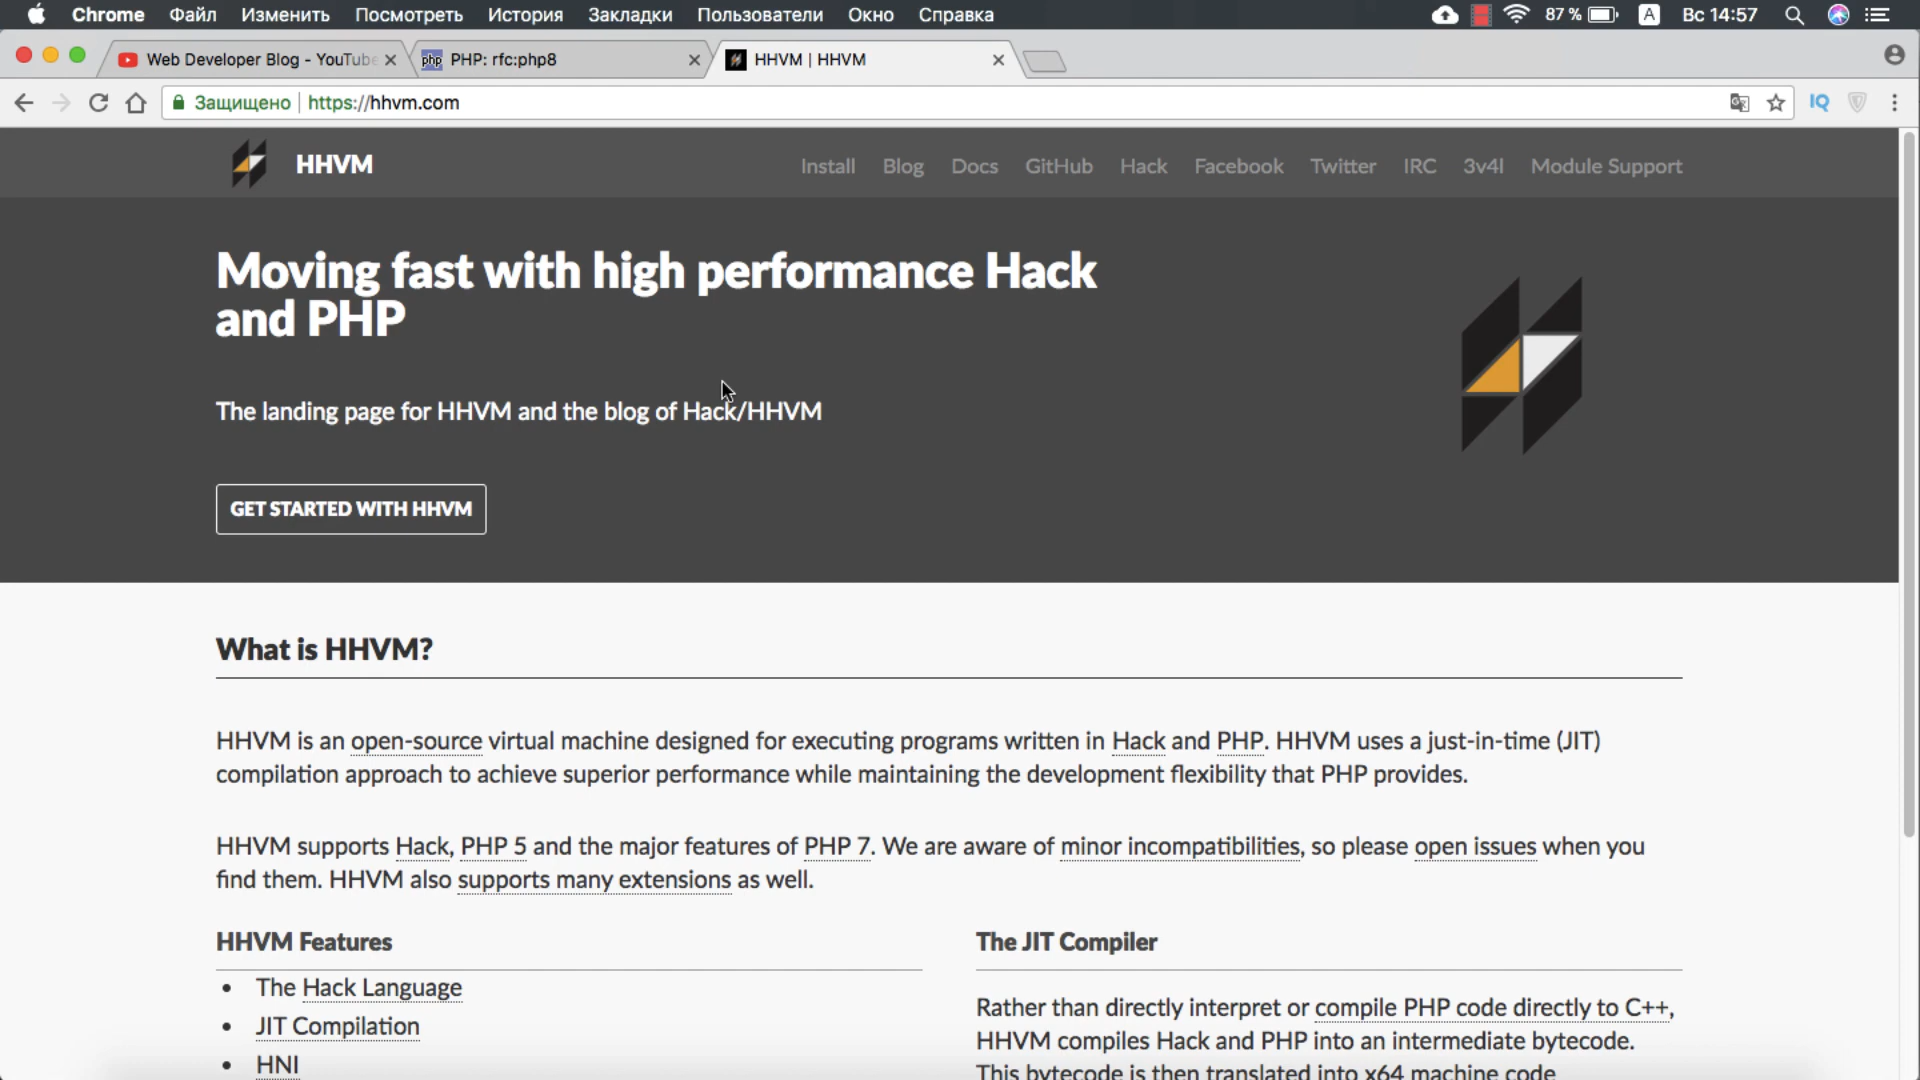 Chrome Файл Изменить Посмотреть История Закладки Пользователи Окно Справка 87 % A Вс 14:57
Web Developer Blog - YouTube
php PHP: rfc:php8
HHVM | HHVM
Защищено https://hhvm.com IQ
HHVM Install Blog Docs GitHub Hack Facebook Twitter IRC 3v4l Module Support
Moving fast with high performance Hack
and PHP
The landing page for HHVM and the blog of Hack/HHVM
GET STARTED WITH HHVM
What is HHVM?
HHVM is an open-source virtual machine designed for executing programs written in Hack and PHP. HHVM uses a just-in-time (JIT)
compilation approach to achieve superior performance while maintaining the development flexibility that PHP provides.
HHVM supports Hack, PHP 5 and the major features of PHP 7. We are aware of minor incompatibilities, so please open issues when you
find them. HHVM also supports many extensions as well.
HHVM Features
• The Hack Language
• JIT Compilation
• HNI
The JIT Compiler
Rather than directly interpret or compile PHP code directly to C++,
HHVM compiles Hack and PHP into an intermediate bytecode.
This bytecode is then translated into x64 machine code